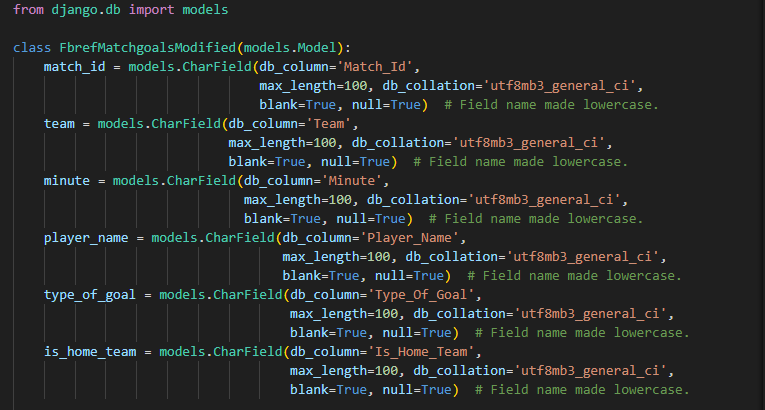 from django.db import models

class FbrefMatchgoalsModified(models.Model):
    match_id = models.CharField(db_column='Match_Id',
                                max_length=100, db_collation='utf8mb3_general_ci',
                                blank=True, null=True)  # Field name made lowercase.
    team = models.CharField(db_column='Team',
                            max_length=100, db_collation='utf8mb3_general_ci',
                            blank=True, null=True)  # Field name made lowercase.
    minute = models.CharField(db_column='Minute',
                              max_length=100, db_collation='utf8mb3_general_ci',
                              blank=True, null=True)  # Field name made lowercase.
    player_name = models.CharField(db_column='Player_Name',
                                   max_length=100, db_collation='utf8mb3_general_ci',
                                   blank=True, null=True)  # Field name made lowercase.
    type_of_goal = models.CharField(db_column='Type_Of_Goal',
                                    max_length=100, db_collation='utf8mb3_general_ci',
                                    blank=True, null=True)  # Field name made lowercase.
    is_home_team = models.CharField(db_column='Is_Home_Team',
                                    max_length=100, db_collation='utf8mb3_general_ci',
                                    blank=True, null=True)  # Field name made lowercase.